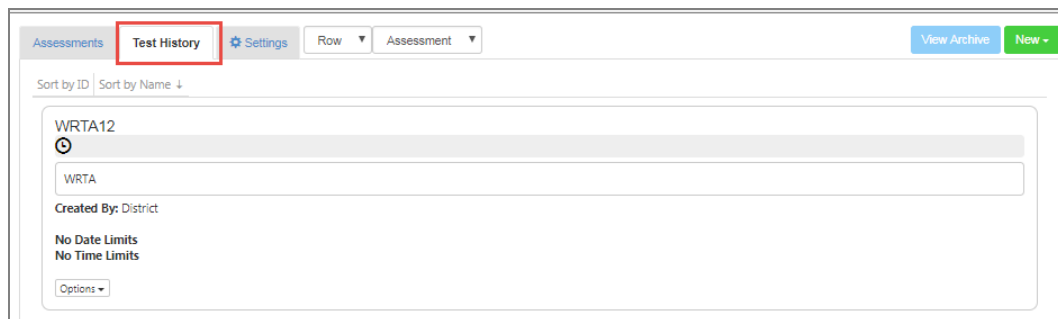 Assessments Test History Settings Row ▼ Assessment ▼ View Archive New
Sort by ID Sort by Name ↓
WRTA12
WRTA
Created By: District
No Date Limits
No Time Limits
Options